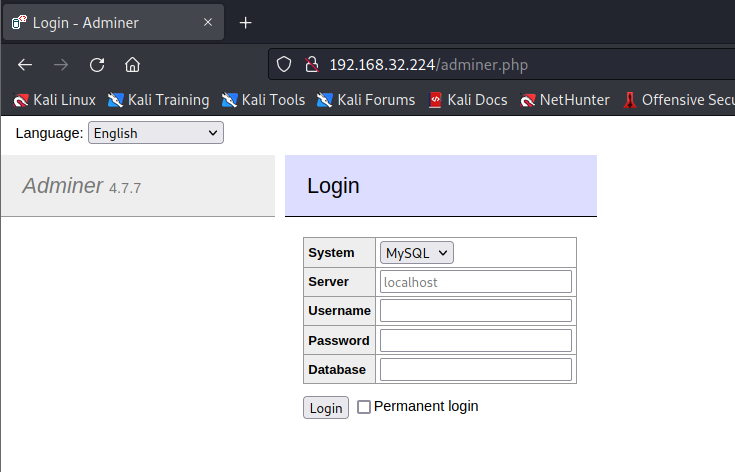 Login - Adminer
192.168.32.224/adminer.php
Kali Linux Kali Training Kali Tools Kali Forums Kali Docs NetHunter Offensive Secu
Language: English
Adminer 4.7.7
Login
System MySQL
Server localhost
Username
Password
Database
Login Permanent login